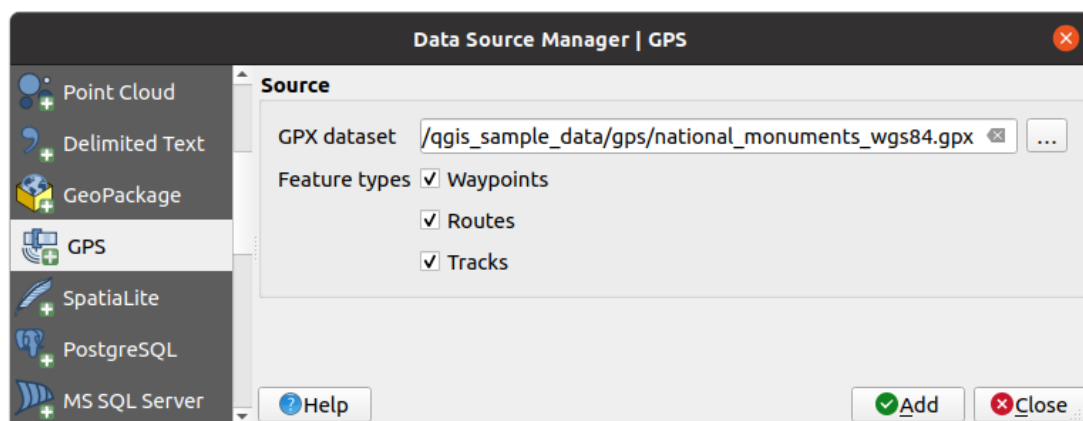 Data Source Manager | GPS
Point Cloud
Delimited Text
GeoPackage
GPS
SpatiaLite
PostgreSQL
MS SQL Server
Source
GPX dataset /qgis_sample_data/gps/national_monuments_wgs84.gpx ...
Feature types Waypoints
Routes
Tracks
Help Add Close